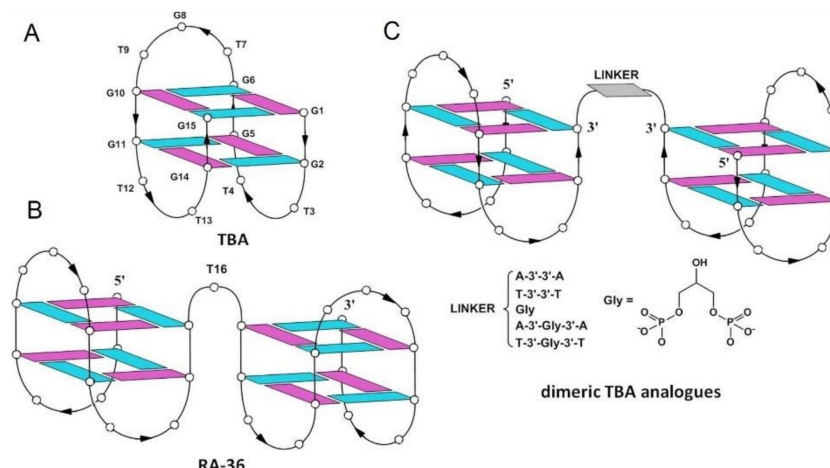 A
G8
T9
T7
G10
G6
G1
G15
G11
G5
G2
G14
T12
T4
T13
T3
TBA
B
5'
T16
3'
RA-36
C
LINKER
5'
3'
3'
5'
LINKER
A-3'-3'-A
T-3'-3'-T
Gly
A-3'-Gly-3'-A
T-3'-Gly-3'-T
Gly =
OH
O
P
O⁻
O
O
O
P
O
O⁻
O
dimeric TBA analogues